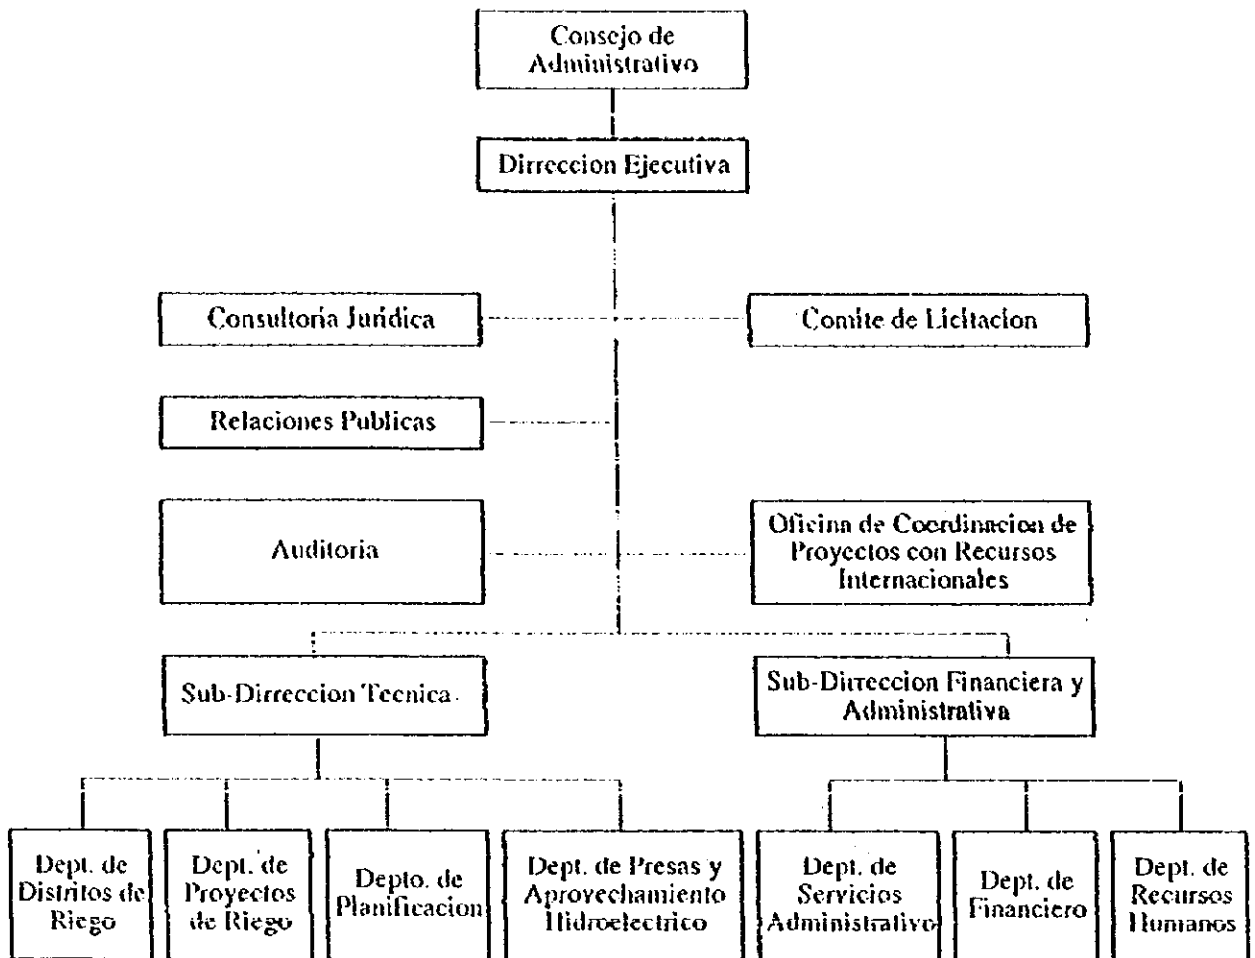 Consejo de
Administrativo
Dirreccion Ejecutiva
Consultoria Juridica
Comite de Licitacion
Relaciones Publicas
Auditoria
Oficina de Coordinacion de
Proyectos con Recursos
Internacionales
Sub-Dirreccion Tecnica
Sub-Dirreccion Financiera y
Administrativa
Dept. de
Distritos de
Riego
Dept. de
Proyectos
de Riego
Depto. de
Planificacion
Dept. de Presas y
Aprovechamiento
Hidroelectrico
Dept. de
Servicios
Administrativo
Dept. de
Financiero
Dept. de
Recursos
Humanos